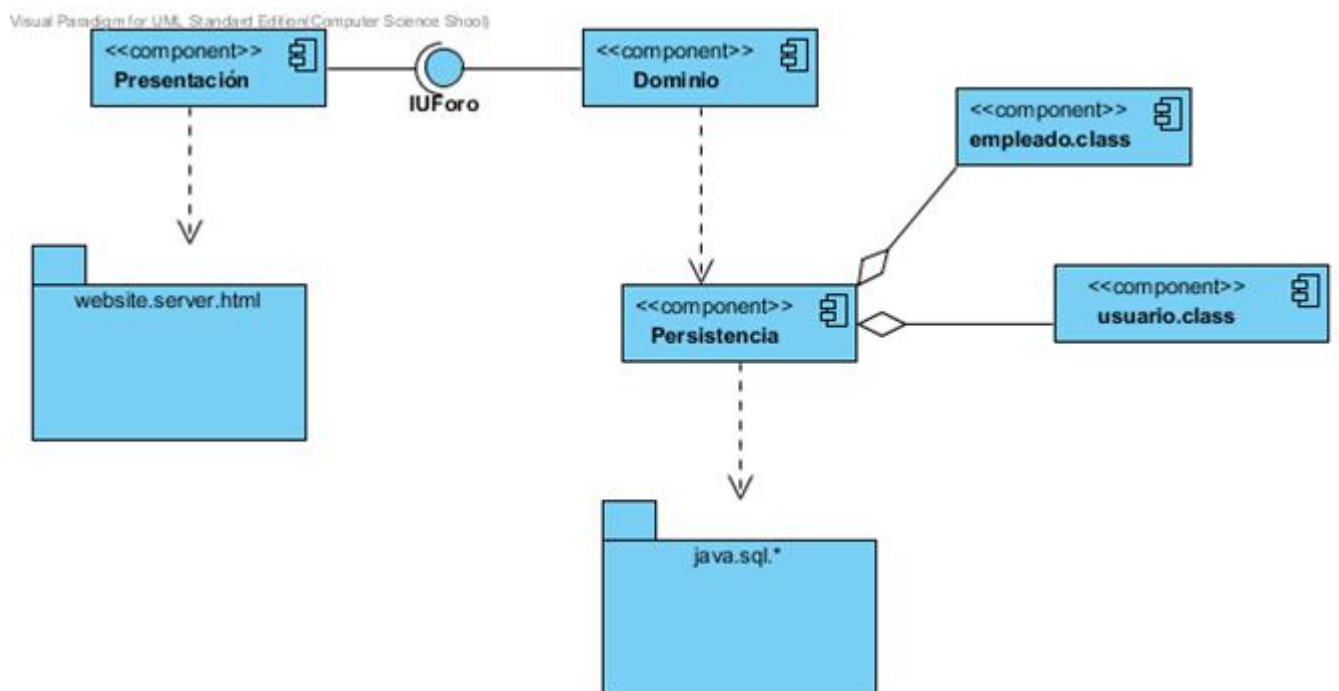 Visual Paradigm for UML Standard Edition(Computer Science Shool)
<<component>>
Presentación
IUForo
<<component>>
Dominio
<<component>>
empleado.class
website.server.html
<<component>>
Persistencia
<<component>>
usuario.class
java.sql.*